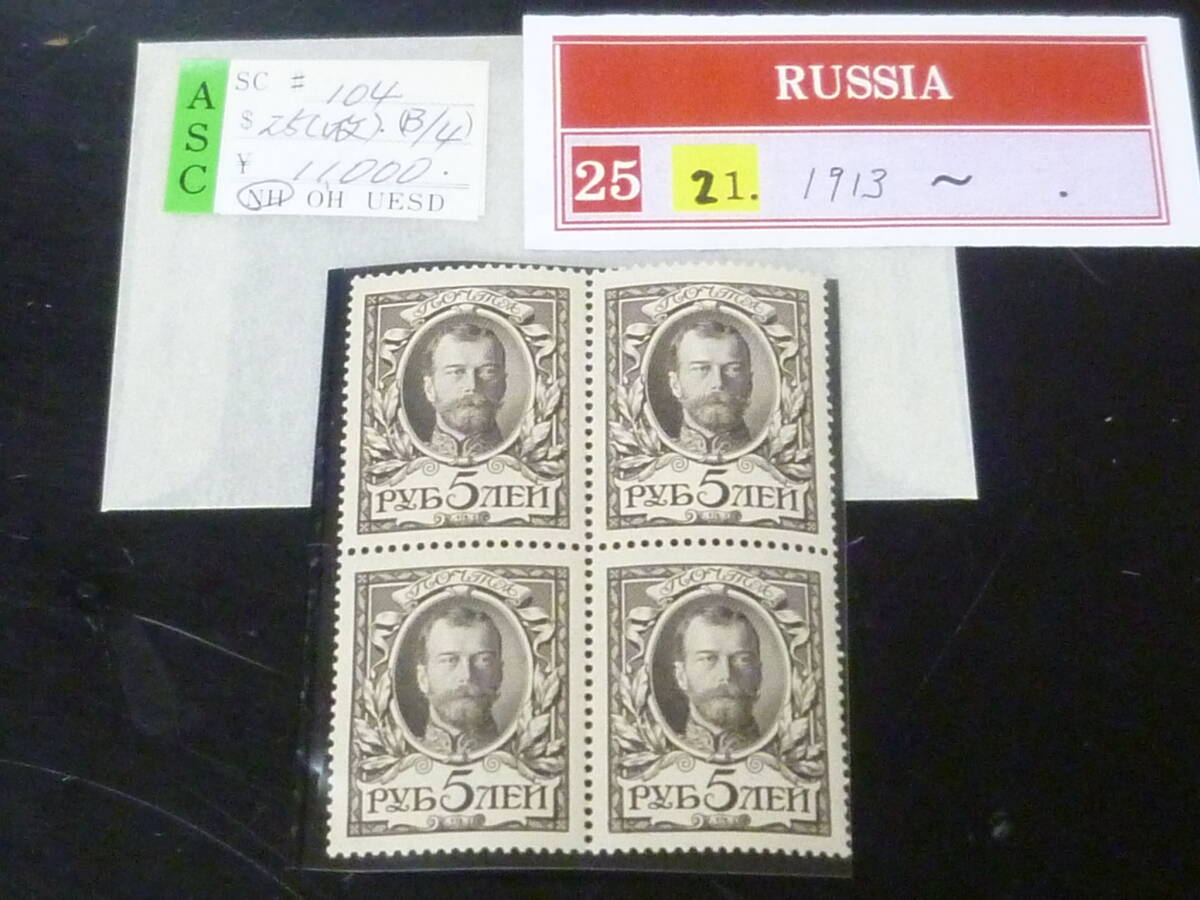 RUSSIA
25 21. 1913 ~ .
ASC
SC # 104
$ 25 (B/4)
¥ 11,000.
NH OH UESD
ПОЧТА
РУБ 5 ЛЕЙ
ПОЧТА
РУБ 5 ЛЕЙ
ПОЧТА
РУБ 5 ЛЕЙ
ПОЧТА
РУБ 5 ЛЕЙ